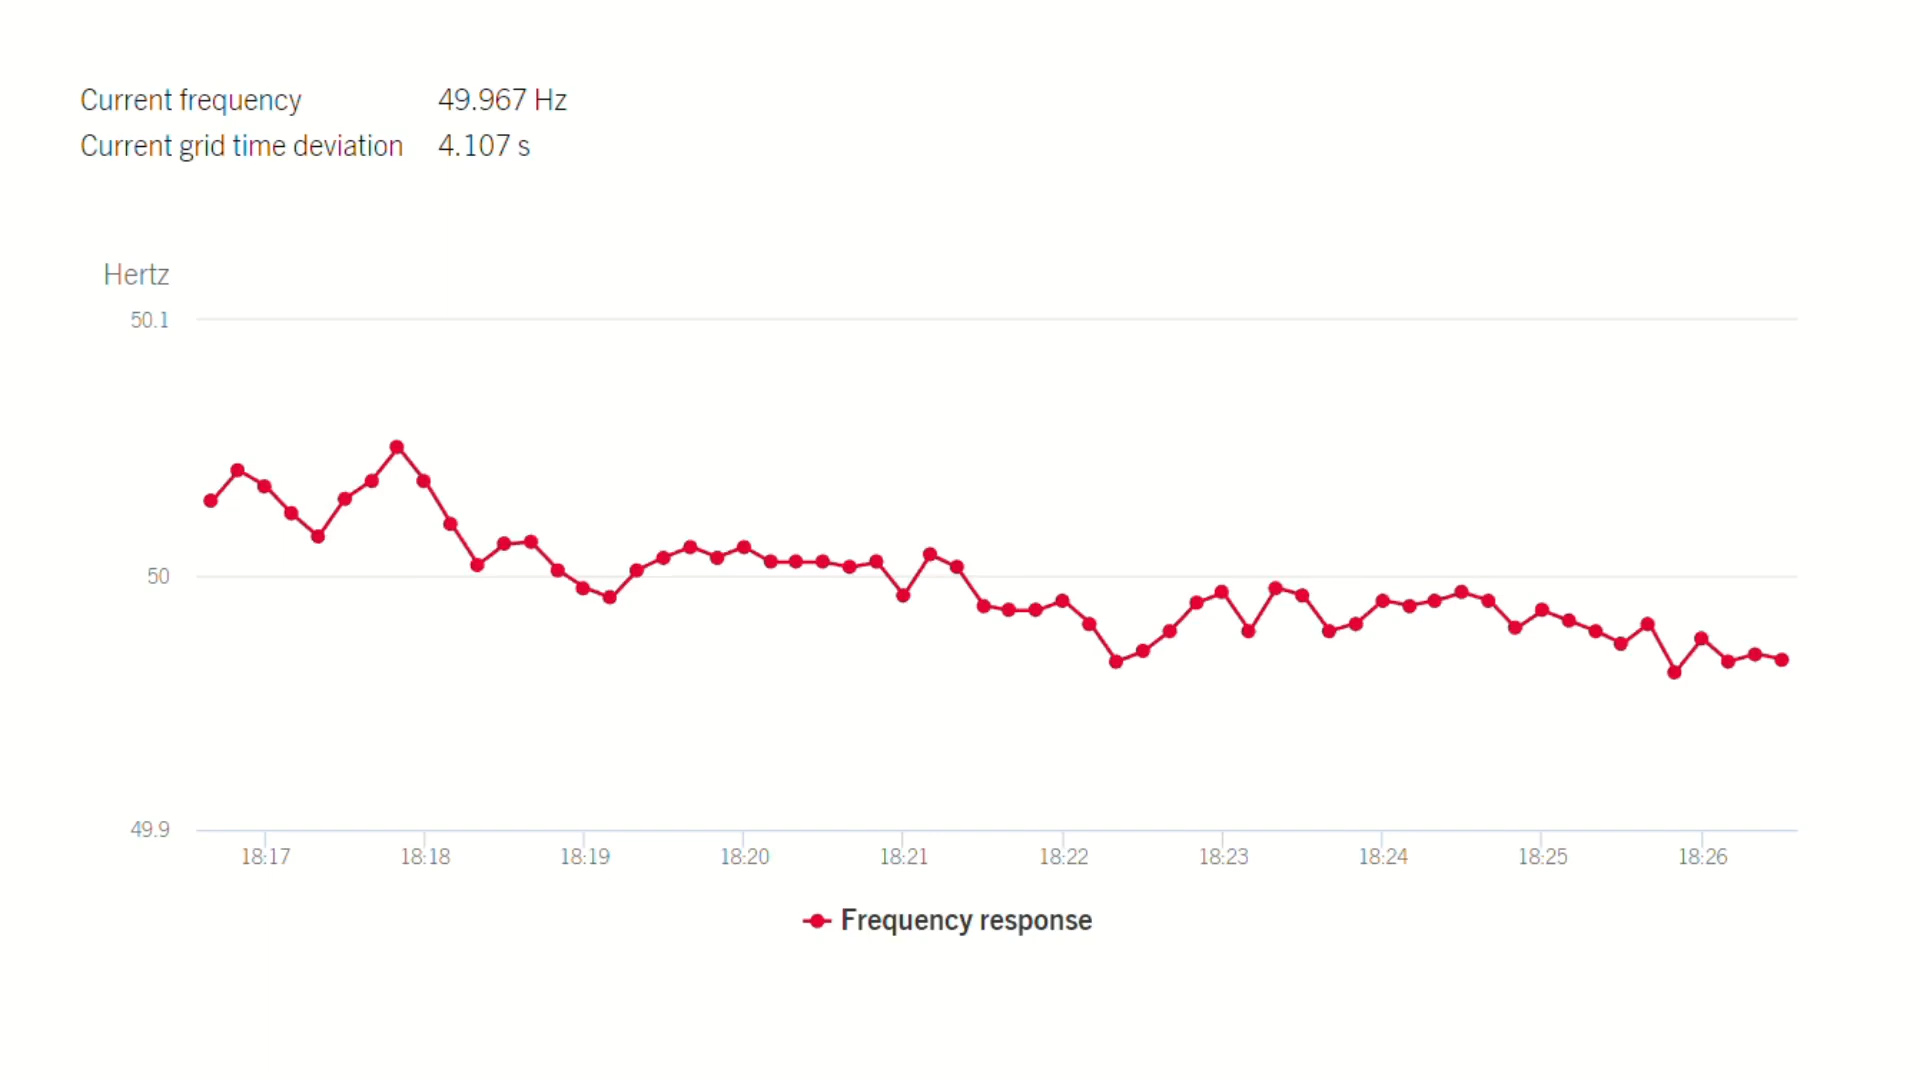 Current frequency 49.967 Hz
Current grid time deviation 4.107 s
Hertz
50.1
50
49.9
18:17 18:18 18:19 18:20 18:21 18:22 18:23 18:24 18:25 18:26
Frequency response